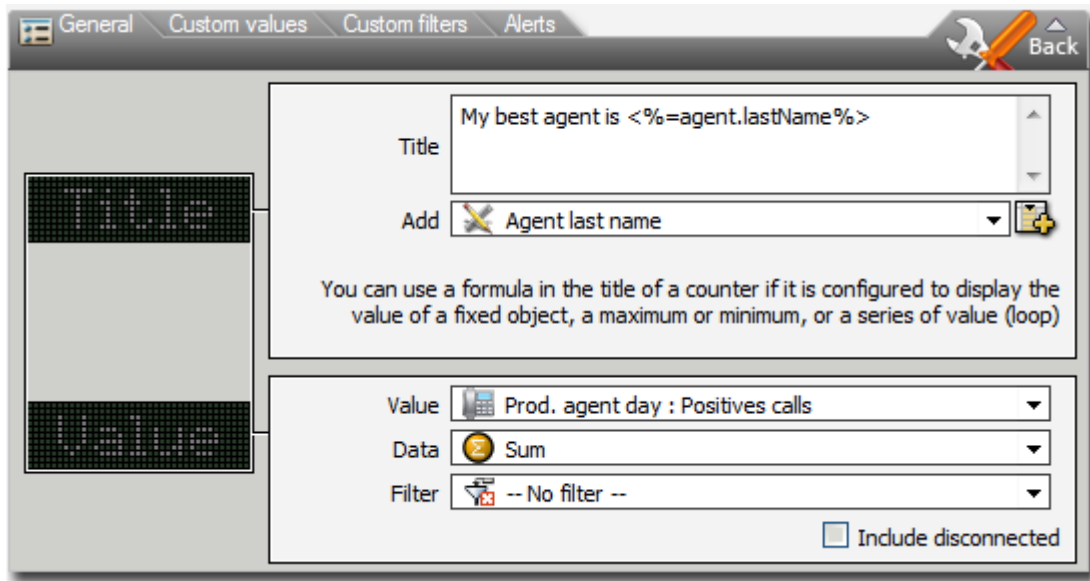 General Custom values Custom filters Alerts
Back
My best agent is <%=agent.lastName%>
Title
Title
Add Agent last name
You can use a formula in the title of a counter if it is configured to display the
value of a fixed object, a maximum or minimum, or a series of value (loop)
Value Prod. agent day : Positives calls
Value
Data Σ Sum
Filter -- No filter --
Include disconnected